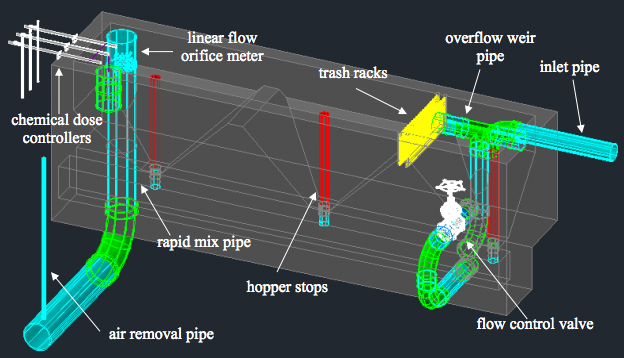 linear flow
orifice meter
overflow weir
pipe
inlet pipe
trash racks
chemical dose
controllers
rapid mix pipe
hopper stops
air removal pipe
flow control valve